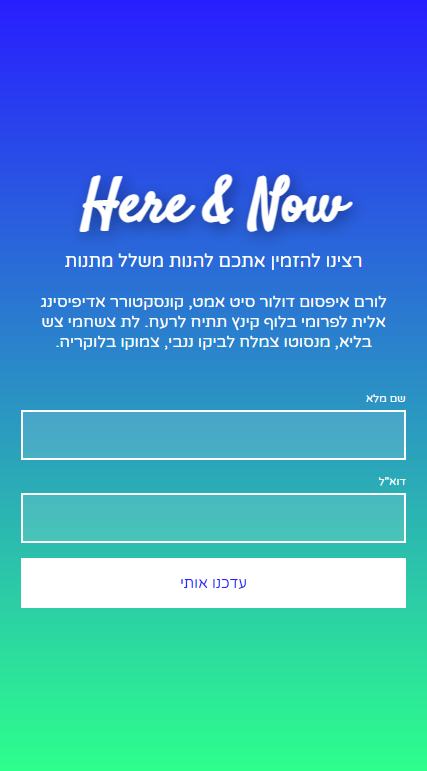 Here & Now
רצינו להזמין אתכם להנות משלל מתנות
לורם איפסום דולור סיט אמט, קונסקטורר אדיפיסינג
אלית לפרומי בלוף קינץ תתיח לרעח. לת צשחמי צש
בליא, מנסוטו צמלח לביקו ננבי, צמוקו בלוקריה.
שם מלא
דוא"ל
עדכנו אותי